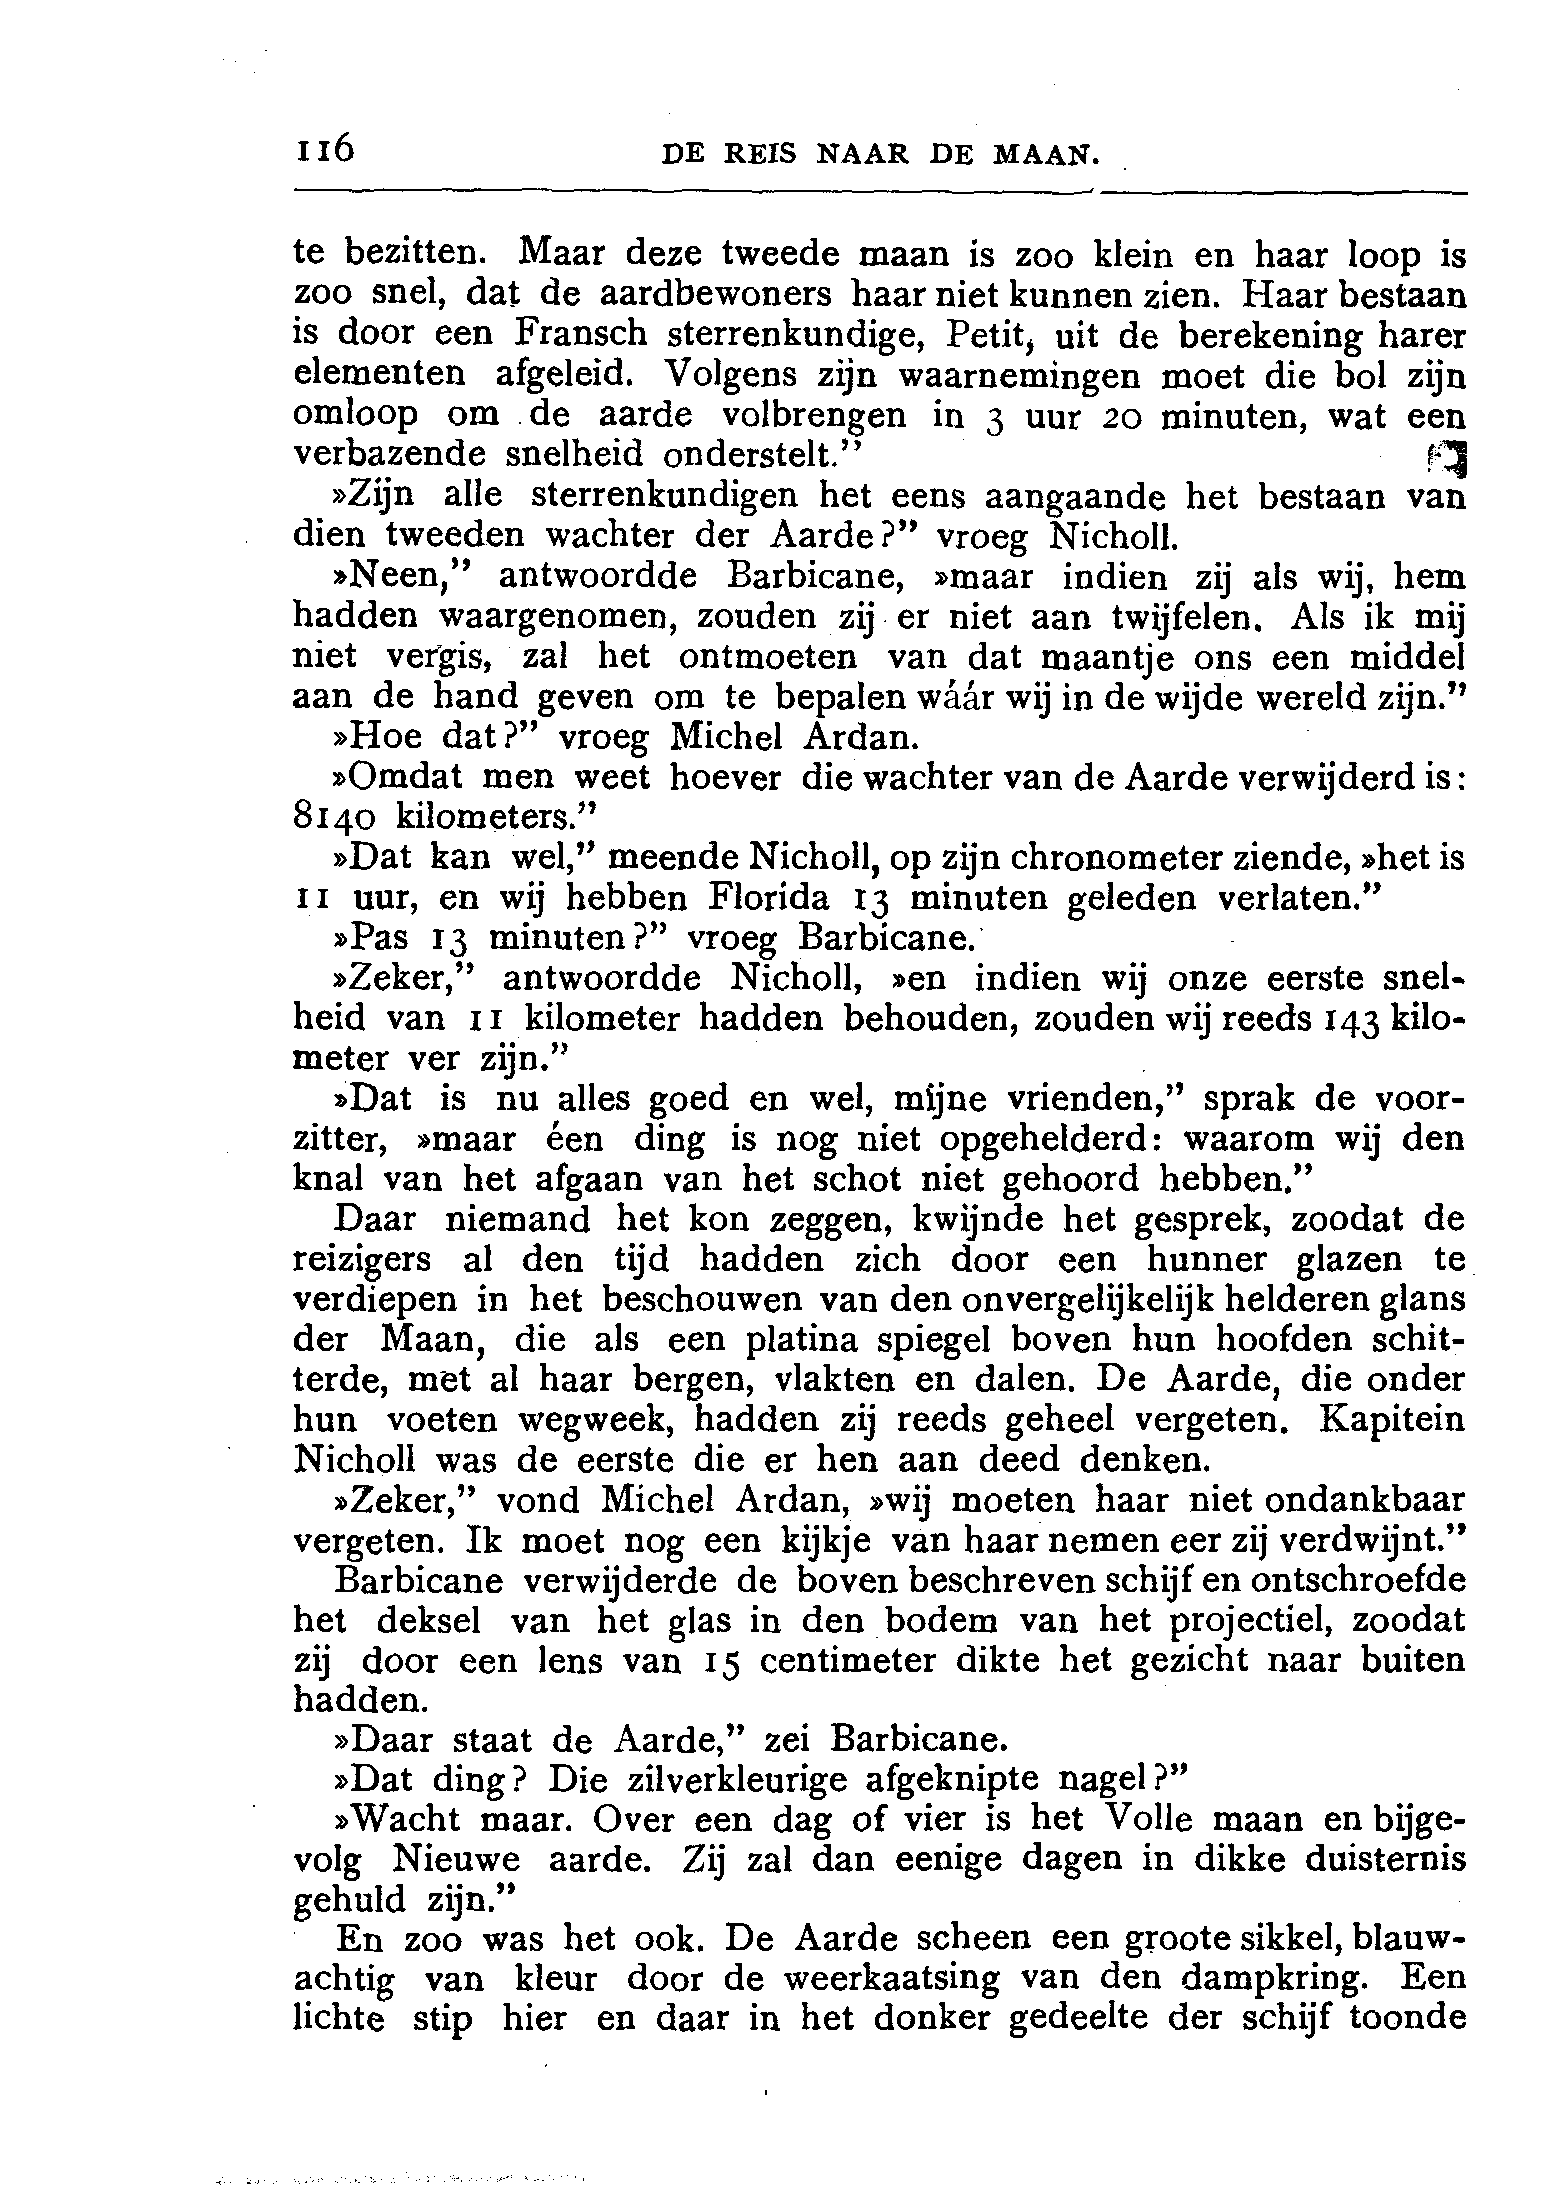 116 DE REIS NAAR DE MAAN.
te bezitten. Maar deze tweede maan is zoo klein en haar loop is
zoo snel, dat de aardbewoners haar niet kunnen zien. Haar bestaan
is door een Fransch sterrenkundige, Petit, uit de berekening harer
elementen afgeleid. Volgens zijn waarnemingen moet die bol zijn
omloop om de aarde volbrengen in 3 uur 20 minuten, wat een
verbazende snelheid onderstelt.”
»Zijn alle sterrenkundigen het eens aangaande het bestaan van
dien tweeden wachter der Aarde?” vroeg Nicholl.
»Neen,” antwoordde Barbicane, »maar indien zij als wij, hem
hadden waargenomen, zouden zij er niet aan twijfelen. Als ik mij
niet vergis, zal het ontmoeten van dat maantje ons een middel
aan de hand geven om te bepalen wáár wij in de wijde wereld zijn.”
»Hoe dat?” vroeg Michel Ardan.
»Omdat men weet hoever die wachter van de Aarde verwijderd is:
8140 kilometers.”
»Dat kan wel,” meende Nicholl, op zijn chronometer ziende, »het is
11 uur, en wij hebben Florida 13 minuten geleden verlaten.”
»Pas 13 minuten?” vroeg Barbicane.
»Zeker,” antwoordde Nicholl, »en indien wij onze eerste snel-
heid van 11 kilometer hadden behouden, zouden wij reeds 143 kilo-
meter ver zijn.”
»Dat is nu alles goed en wel, mijne vrienden,” sprak de voor-
zitter, »maar éen ding is nog niet opgehelderd: waarom wij den
knal van het afgaan van het schot niet gehoord hebben.”
Daar niemand het kon zeggen, kwijnde het gesprek, zoodat de
reizigers al den tijd hadden zich door een hunner glazen te
verdiepen in het beschouwen van den onvergelijkelijk helderen glans
der Maan, die als een platina spiegel boven hun hoofden schit-
terde, met al haar bergen, vlakten en dalen. De Aarde, die onder
hun voeten wegweek, hadden zij reeds geheel vergeten. Kapitein
Nicholl was de eerste die er hen aan deed denken.
»Zeker,” vond Michel Ardan, »wij moeten haar niet ondankbaar
vergeten. Ik moet nog een kijkje van haar nemen eer zij verdwijnt.”
Barbicane verwijderde de boven beschreven schijf en ontschroefde
het deksel van het glas in den bodem van het projectiel, zoodat
zij door een lens van 15 centimeter dikte het gezicht naar buiten
hadden.
»Daar staat de Aarde,” zei Barbicane.
»Dat ding? Die zilverkleurige afgeknipte nagel?”
»Wacht maar. Over een dag of vier is het Volle maan en bijge-
volg Nieuwe aarde. Zij zal dan eenige dagen in dikke duisternis
gehuld zijn.”
En zoo was het ook. De Aarde scheen een groote sikkel, blauw-
achtig van kleur door de weerkaatsing van den dampkring. Een
lichte stip hier en daar in het donker gedeelte der schijf toonde